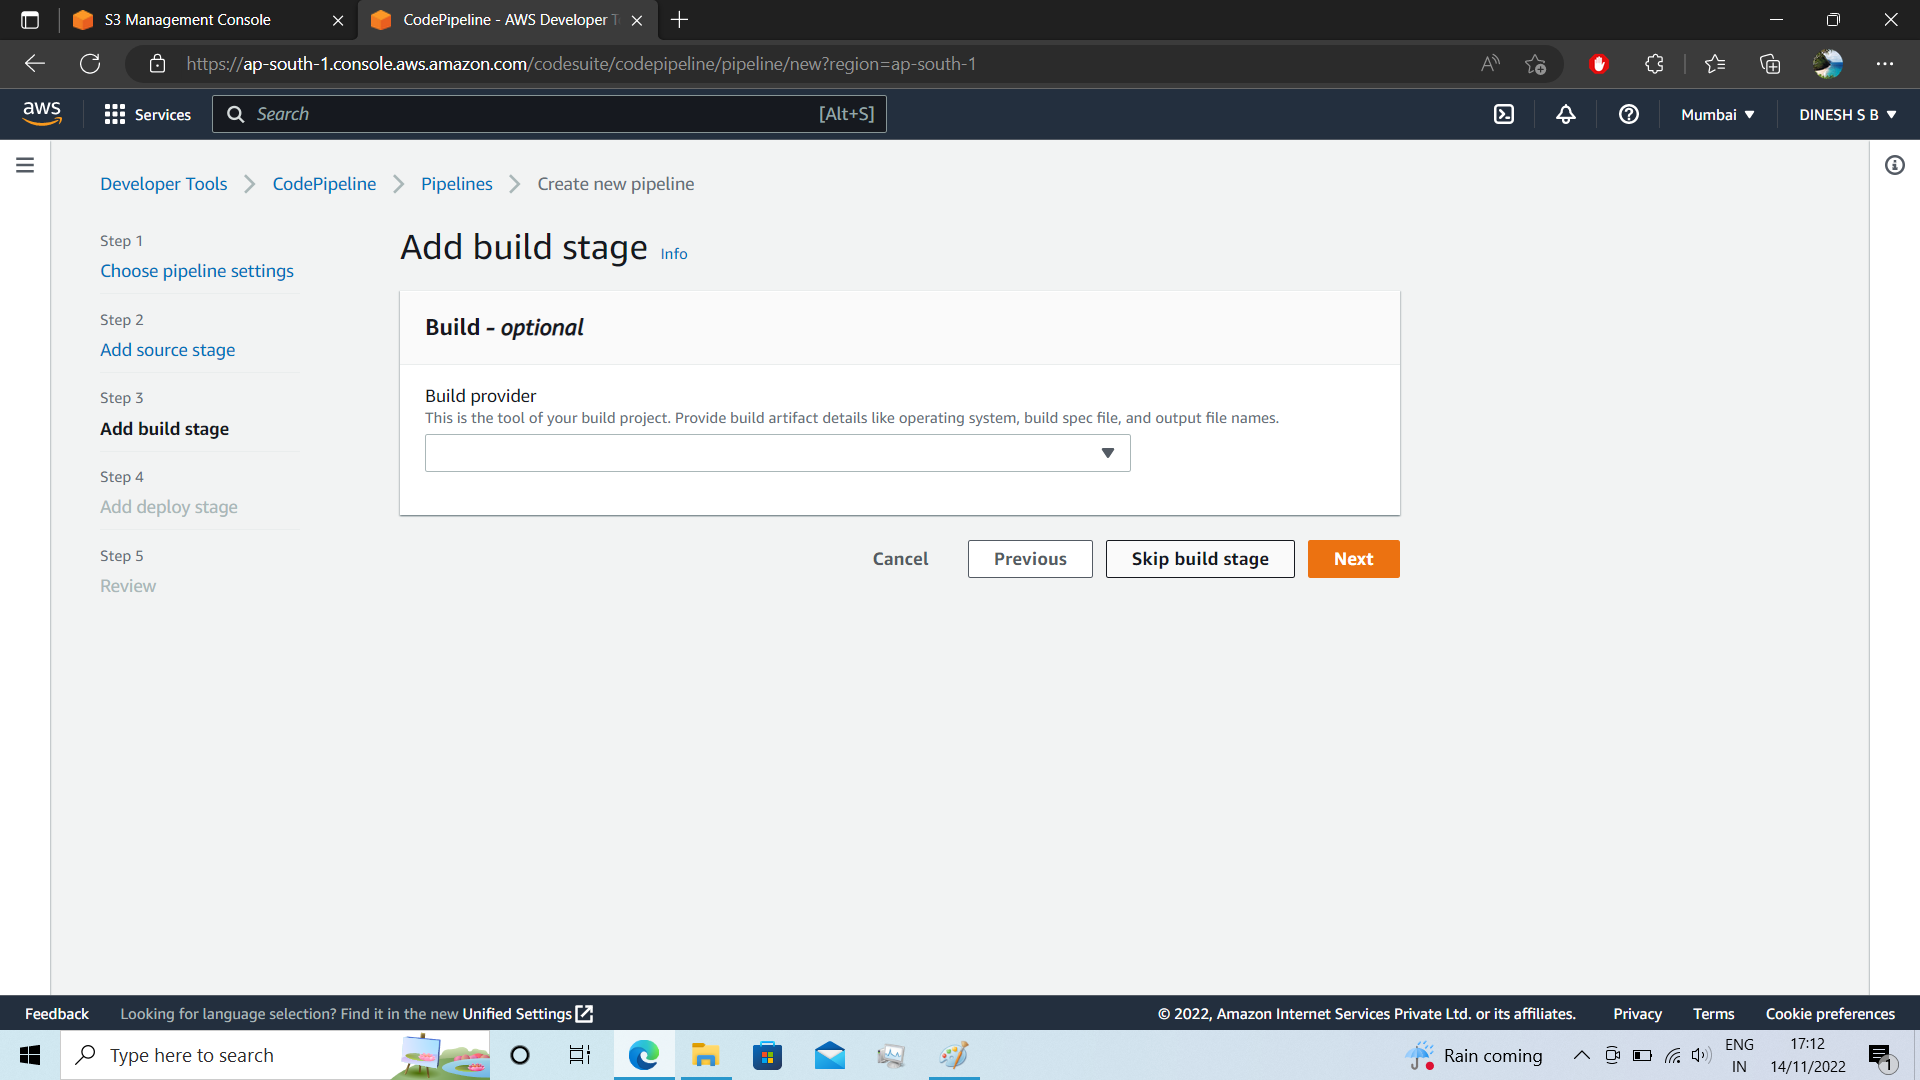 S3 Management Console
CodePipeline - AWS Developer T
https://ap-south-1.console.aws.amazon.com/codesuite/codepipeline/pipeline/new?region=ap-south-1
aws
Services
Search
[Alt+S]
Mumbai
DINESH S B
Developer Tools
CodePipeline
Pipelines
Create new pipeline
Step 1
Choose pipeline settings
Step 2
Add source stage
Step 3
Add build stage
Step 4
Add deploy stage
Step 5
Review
Add build stage Info
Build - optional
Build provider
This is the tool of your build project. Provide build artifact details like operating system, build spec file, and output file names.
Cancel
Previous
Skip build stage
Next
Feedback
Looking for language selection? Find it in the new Unified Settings
© 2022, Amazon Internet Services Private Ltd. or its affiliates.
Privacy
Terms
Cookie preferences
Type here to search
Rain coming
ENG
IN
17:12
14/11/2022
1